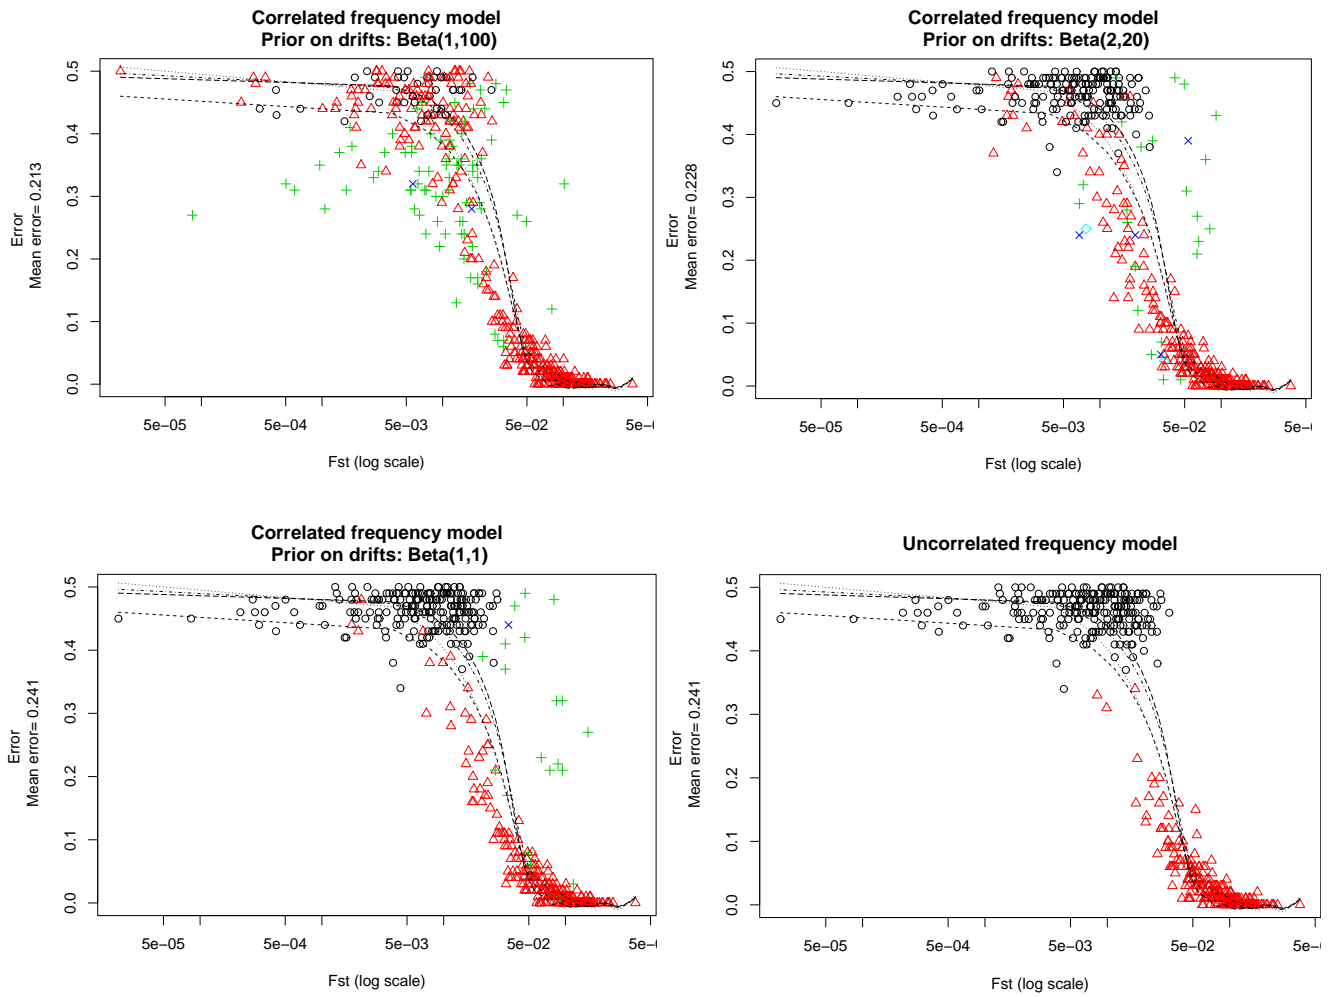 Correlated frequency model
Prior on drifts: Beta(1,100)
0.5
0.4
0.3
0.2
0.1
0.0
Error
Mean error= 0.213
5e−05
5e−04
5e−03
5e−02
5e−
Fst (log scale)
Correlated frequency model
Prior on drifts: Beta(2,20)
0.5
0.4
0.3
0.2
0.1
0.0
Error
Mean error= 0.228
5e−05
5e−04
5e−03
5e−02
5e−
Fst (log scale)
Correlated frequency model
Prior on drifts: Beta(1,1)
0.5
0.4
0.3
0.2
0.1
0.0
Error
Mean error= 0.241
5e−05
5e−04
5e−03
5e−02
5e−
Fst (log scale)
Uncorrelated frequency model
0.5
0.4
0.3
0.2
0.1
0.0
Error
Mean error= 0.241
5e−05
5e−04
5e−03
5e−02
5e−
Fst (log scale)